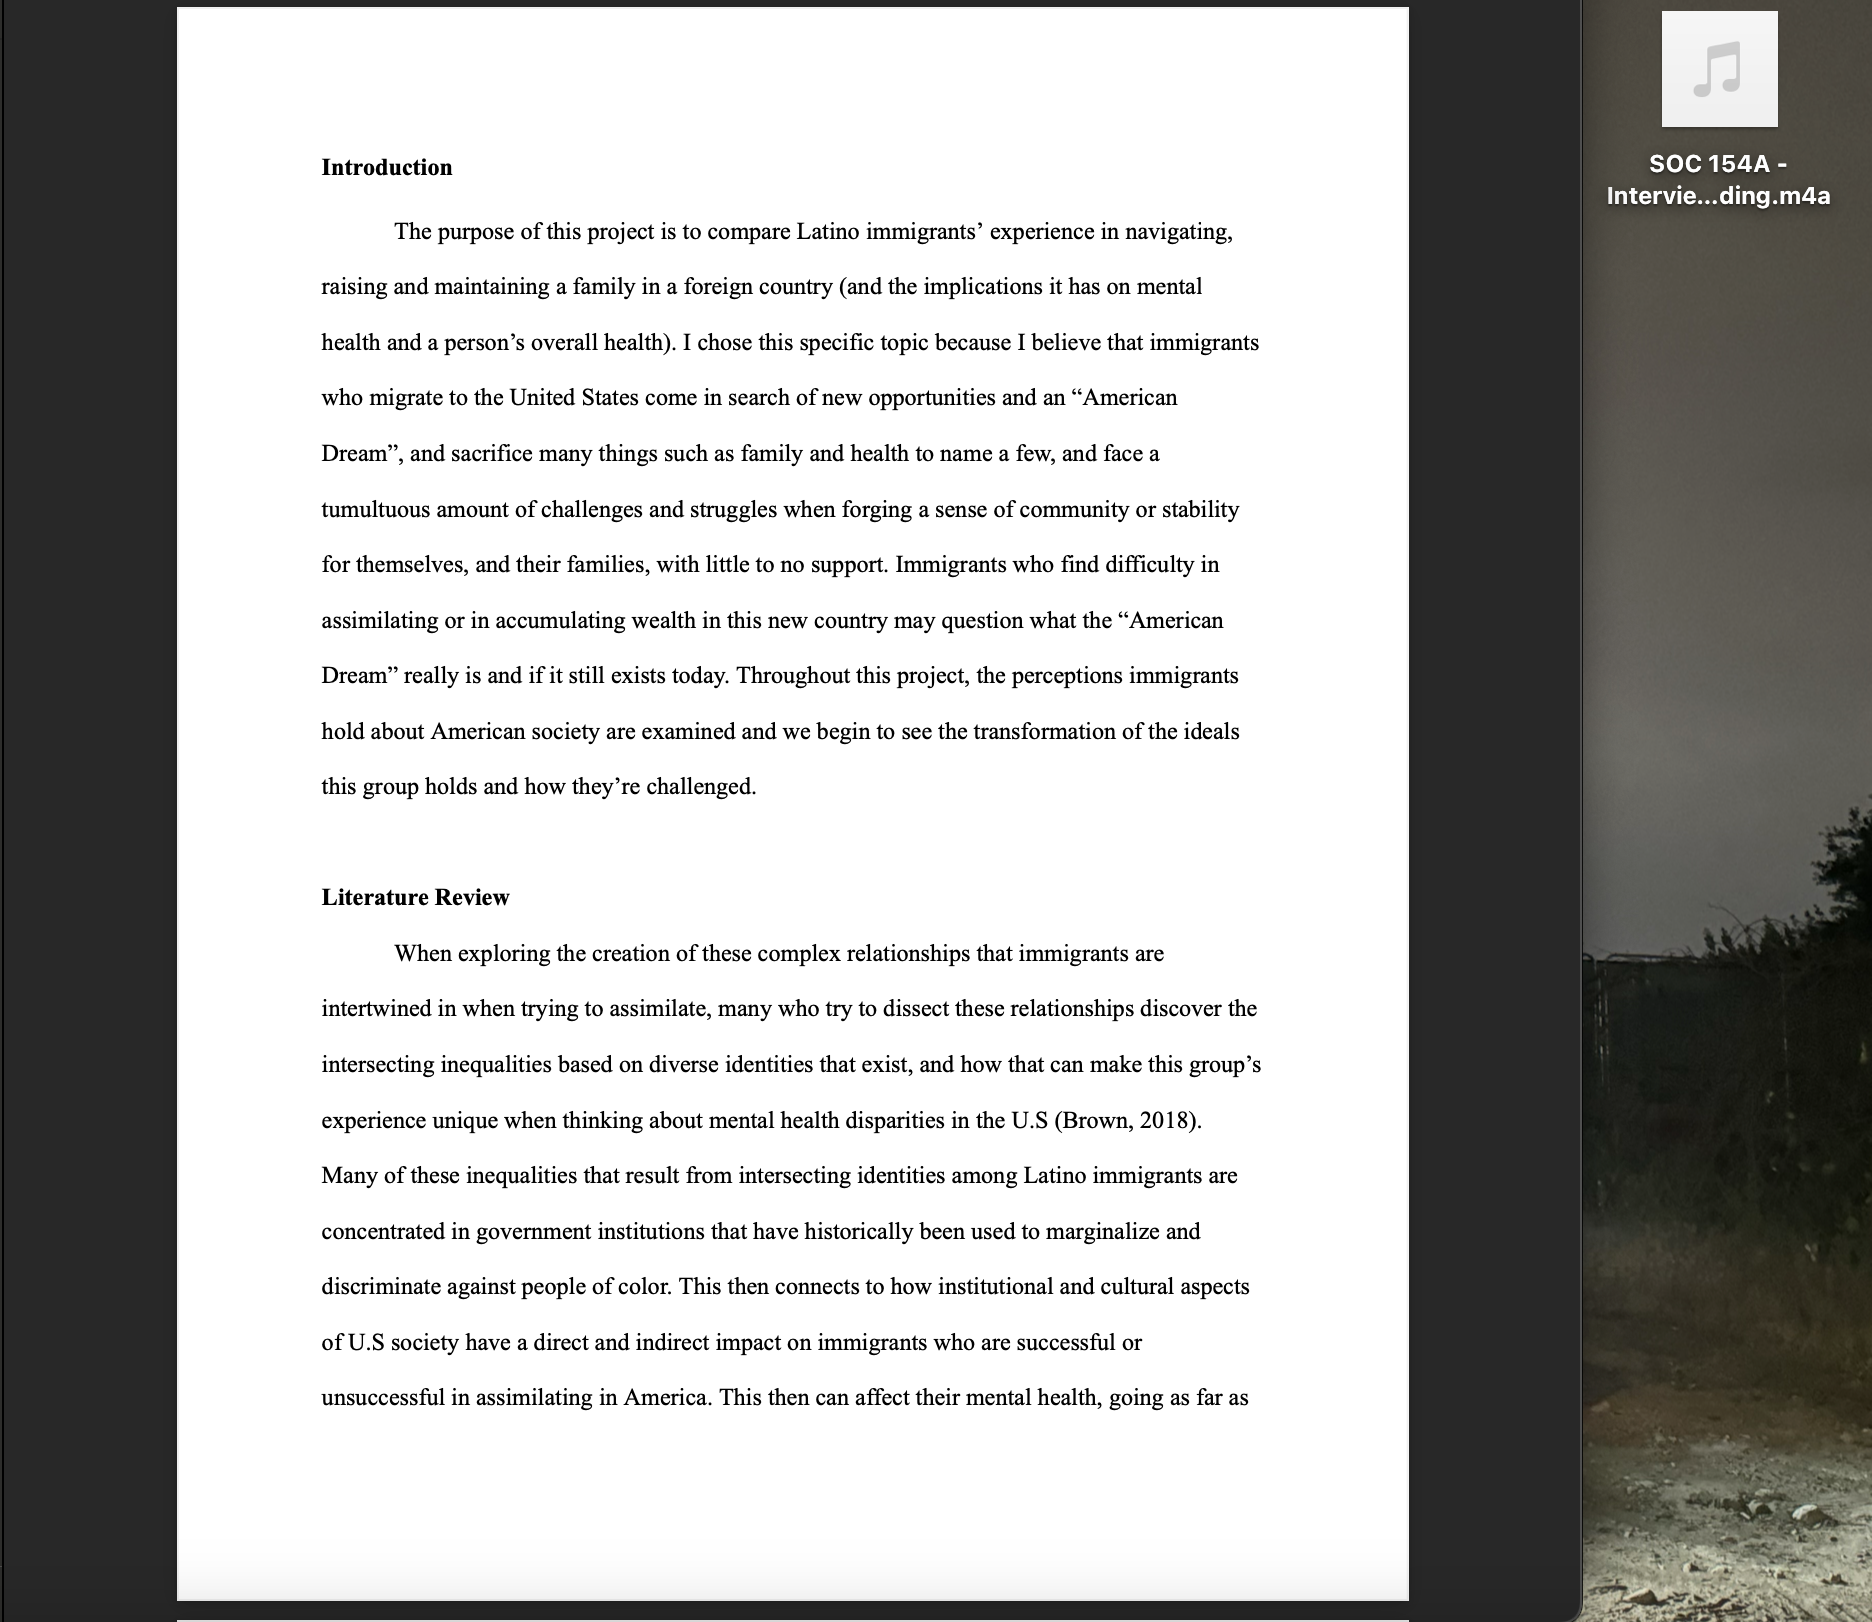 Introduction
The purpose of this project is to compare Latino immigrants’ experience in navigating,
raising and maintaining a family in a foreign country (and the implications it has on mental
health and a person’s overall health). I chose this specific topic because I believe that immigrants
who migrate to the United States come in search of new opportunities and an “American
Dream”, and sacrifice many things such as family and health to name a few, and face a
tumultuous amount of challenges and struggles when forging a sense of community or stability
for themselves, and their families, with little to no support. Immigrants who find difficulty in
assimilating or in accumulating wealth in this new country may question what the “American
Dream” really is and if it still exists today. Throughout this project, the perceptions immigrants
hold about American society are examined and we begin to see the transformation of the ideals
this group holds and how they’re challenged.
Literature Review
When exploring the creation of these complex relationships that immigrants are
intertwined in when trying to assimilate, many who try to dissect these relationships discover the
intersecting inequalities based on diverse identities that exist, and how that can make this group’s
experience unique when thinking about mental health disparities in the U.S (Brown, 2018).
Many of these inequalities that result from intersecting identities among Latino immigrants are
concentrated in government institutions that have historically been used to marginalize and
discriminate against people of color. This then connects to how institutional and cultural aspects
of U.S society have a direct and indirect impact on immigrants who are successful or
unsuccessful in assimilating in America. This then can affect their mental health, going as far as
SOC 154A -
Intervie...ding.m4a